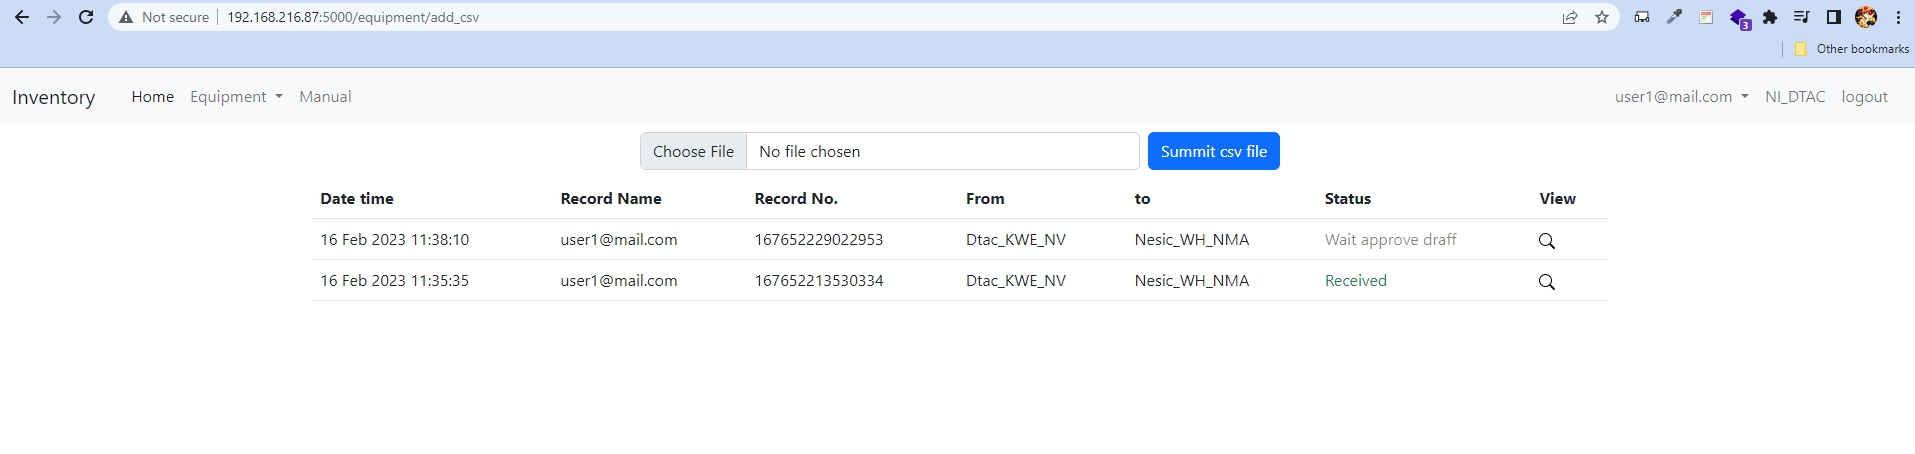 Not secure | 192.168.216.87:5000/equipment/add_csv
3
Other bookmarks
Inventory Home Equipment Manual user1@mail.com NI_DTAC logout
Choose File No file chosen Summit csv file
Date time Record Name Record No. From to Status View
16 Feb 2023 11:38:10 user1@mail.com 167652229022953 Dtac_KWE_NV Nesic_WH_NMA Wait approve draff
16 Feb 2023 11:35:35 user1@mail.com 167652213530334 Dtac_KWE_NV Nesic_WH_NMA Received